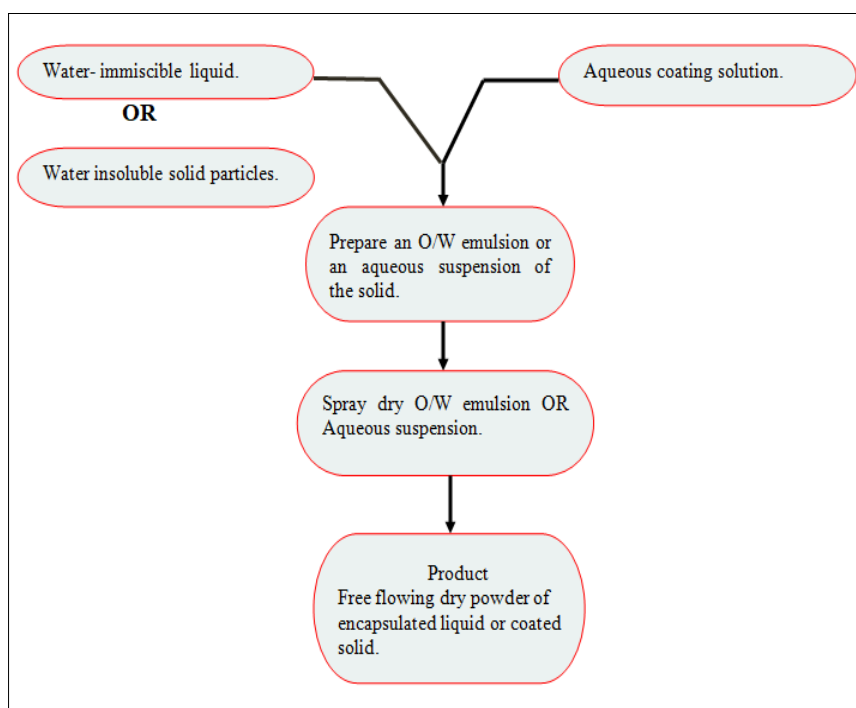 Water- immiscible liquid.
OR
Water insoluble solid particles.
Aqueous coating solution.
Prepare an O/W emulsion or
an aqueous suspension of
the solid.
Spray dry O/W emulsion OR
Aqueous suspension.
Product
Free flowing dry powder of
encapsulated liquid or coated
solid.